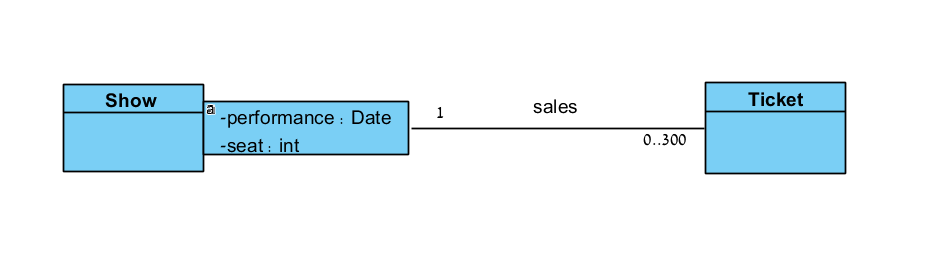 Show
a
-performance : Date
-seat : int
1
sales
0..300
Ticket